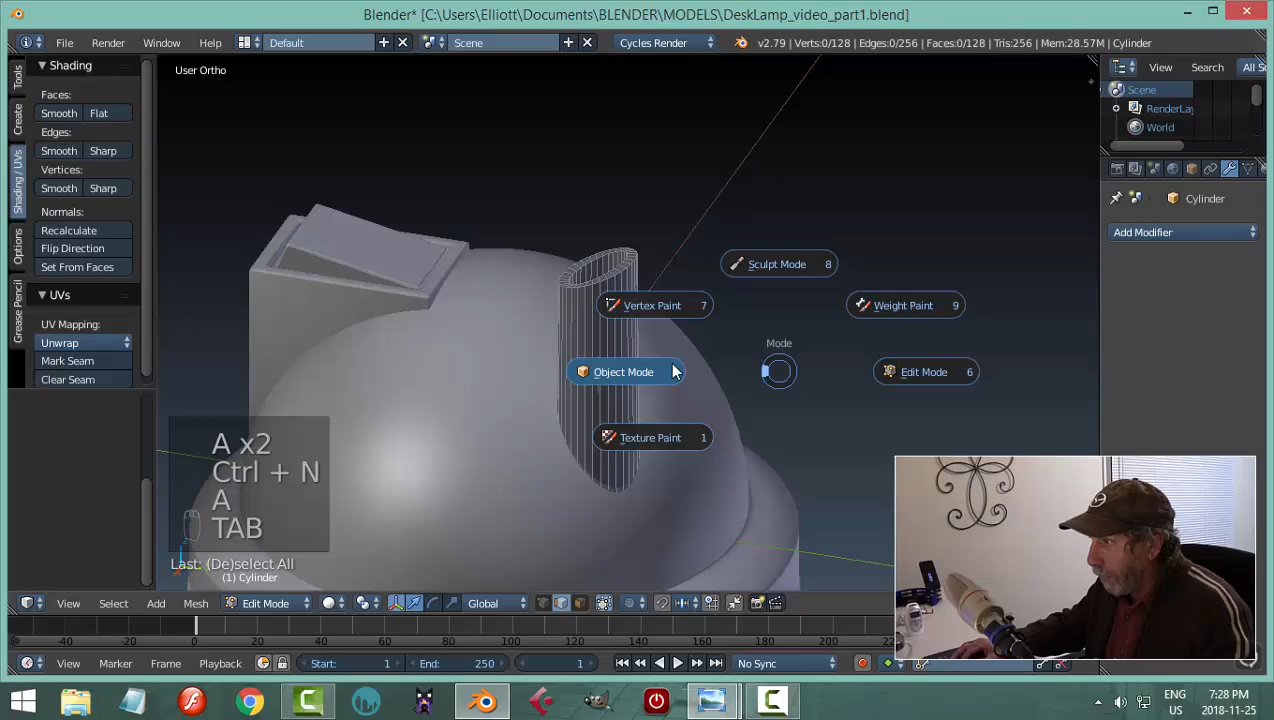 Blender* [C:\Users\Elliott\Documents\BLENDER\MODELS\DeskLamp_video_part1.blend]
File Render Window Help Default Scene Cycles Render v2.79 | Verts:0/128 | Edges:0/256 | Faces:0/128 | Tris:256 | Mem:28.57M | Cylinder
Tools
Create
Shading / UVs
Options
Grease Pencil
Shading
Faces:
Smooth Flat
Edges:
Smooth Sharp
Vertices:
Smooth Sharp
Normals:
Recalculate
Flip Direction
Set From Faces
UVs
UV Mapping:
Unwrap
Mark Seam
Clear Seam
User Ortho
Sculpt Mode 8
Vertex Paint 7
Weight Paint 9
Mode
Object Mode
Edit Mode 6
Texture Paint 1
A x2
Ctrl + N
A
TAB
Last: (De)select All
(1) Cylinder
View Search All S
Scene
RenderLay
World
Cylinder
Add Modifier
View Select Add Mesh Edit Mode Global
-40 -20 0 20 40 60 80 100 120 140 160 180 200
View Marker Frame Playback Start: 1 End: 250 1 No Sync
ENG
US
7:28 PM
2018-11-25